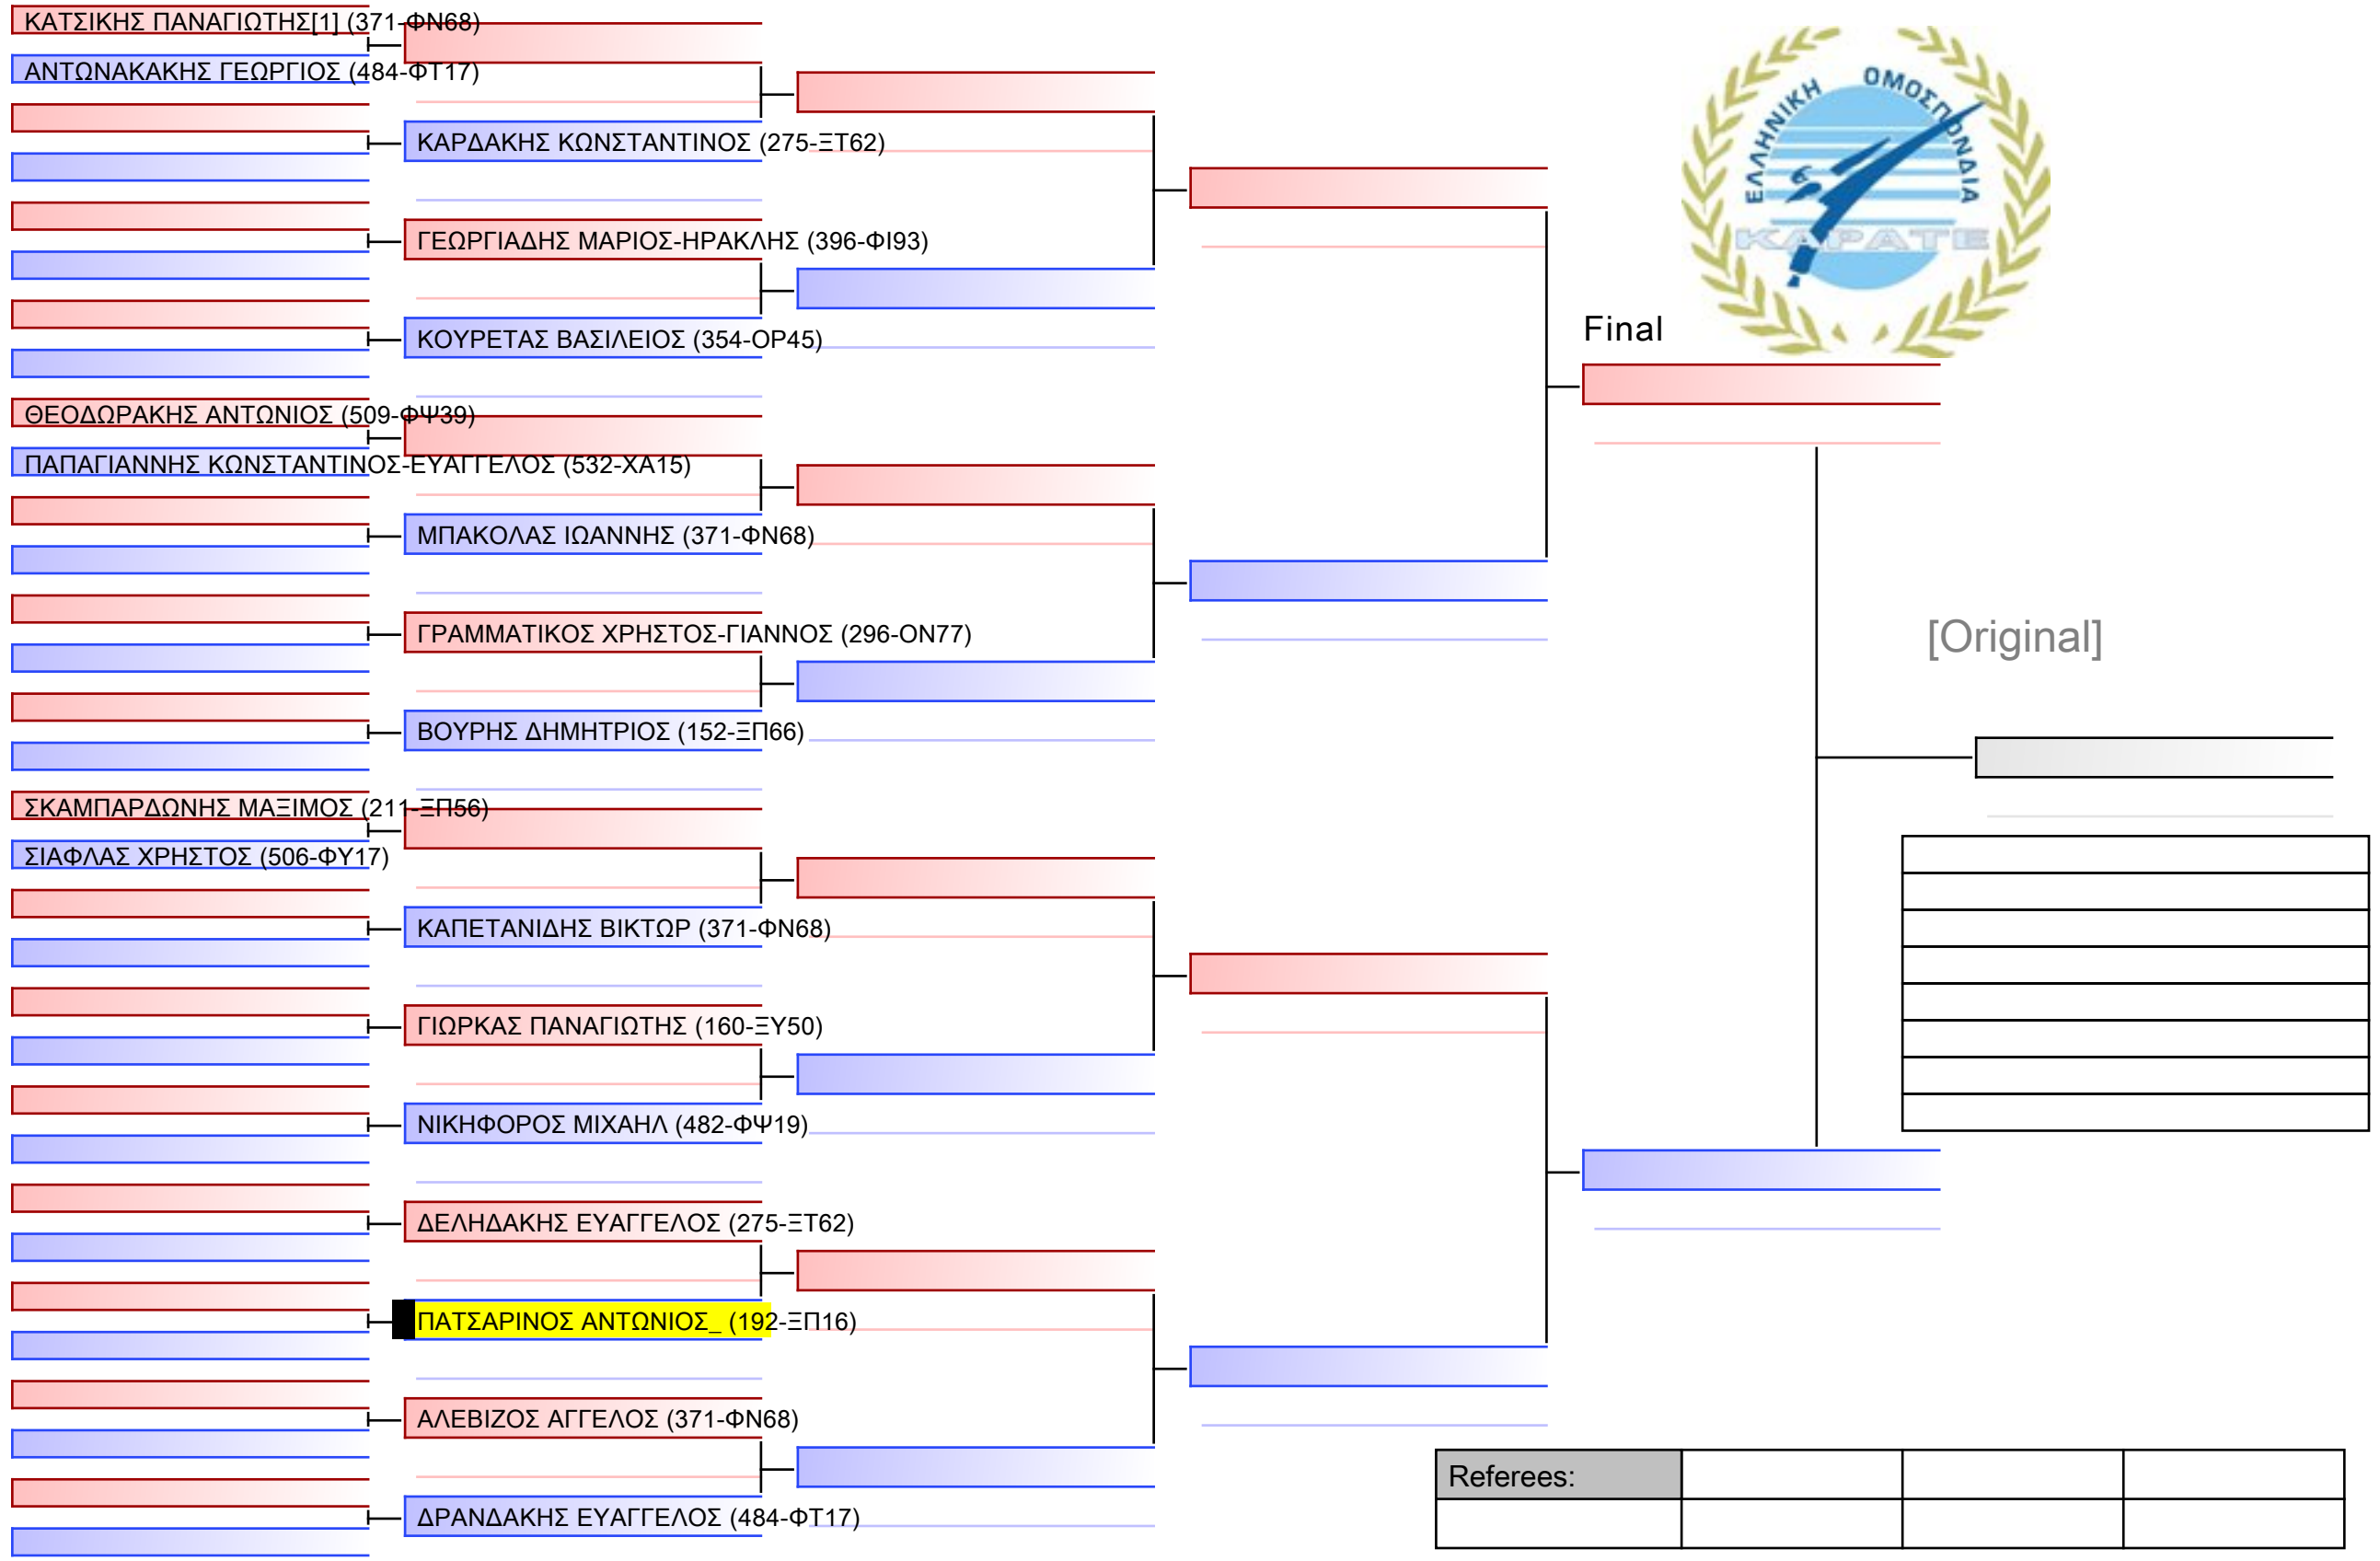 ΚΑΤΣΙΚΗΣ ΠΑΝΑΓΙΩΤΗΣ[1] (371-ΦΝ68)
ΑΝΤΩΝΑΚΑΚΗΣ ΓΕΩΡΓΙΟΣ (484-ΦΤ17)
ΚΑΡΔΑΚΗΣ ΚΩΝΣΤΑΝΤΙΝΟΣ (275-ΞΤ62)
ΓΕΩΡΓΙΑΔΗΣ ΜΑΡΙΟΣ-ΗΡΑΚΛΗΣ (396-ΦΙ93)
ΚΟΥΡΕΤΑΣ ΒΑΣΙΛΕΙΟΣ (354-ΟΡ45)
ΘΕΟΔΩΡΑΚΗΣ ΑΝΤΩΝΙΟΣ (509-ΦΨ39)
ΠΑΠΑΓΙΑΝΝΗΣ ΚΩΝΣΤΑΝΤΙΝΟΣ-ΕΥΑΓΓΕΛΟΣ (532-ΧΑ15)
ΜΠΑΚΟΛΑΣ ΙΩΑΝΝΗΣ (371-ΦΝ68)
ΓΡΑΜΜΑΤΙΚΟΣ ΧΡΗΣΤΟΣ-ΓΙΑΝΝΟΣ (296-ΟΝ77)
ΒΟΥΡΗΣ ΔΗΜΗΤΡΙΟΣ (152-ΞΠ66)
ΣΚΑΜΠΑΡΔΩΝΗΣ ΜΑΞΙΜΟΣ (211-ΞΠ56)
ΣΙΑΦΛΑΣ ΧΡΗΣΤΟΣ (506-ΦΥ17)
ΚΑΠΕΤΑΝΙΔΗΣ ΒΙΚΤΩΡ (371-ΦΝ68)
ΓΙΩΡΚΑΣ ΠΑΝΑΓΙΩΤΗΣ (160-ΞΥ50)
ΝΙΚΗΦΟΡΟΣ ΜΙΧΑΗΛ (482-ΦΨ19)
ΔΕΛΗΔΑΚΗΣ ΕΥΑΓΓΕΛΟΣ (275-ΞΤ62)
ΠΑΤΣΑΡΙΝΟΣ ΑΝΤΩΝΙΟΣ_ (192-ΞΠ16)
ΑΛΕΒΙΖΟΣ ΑΓΓΕΛΟΣ (371-ΦΝ68)
ΔΡΑΝΔΑΚΗΣ ΕΥΑΓΓΕΛΟΣ (484-ΦΤ17)
ΕΛΛΗΝΙΚΗ ΟΜΟΣΠΟΝΔΙΑ
ΚΑΡΑΤΕ
Final
[Original]
Referees: